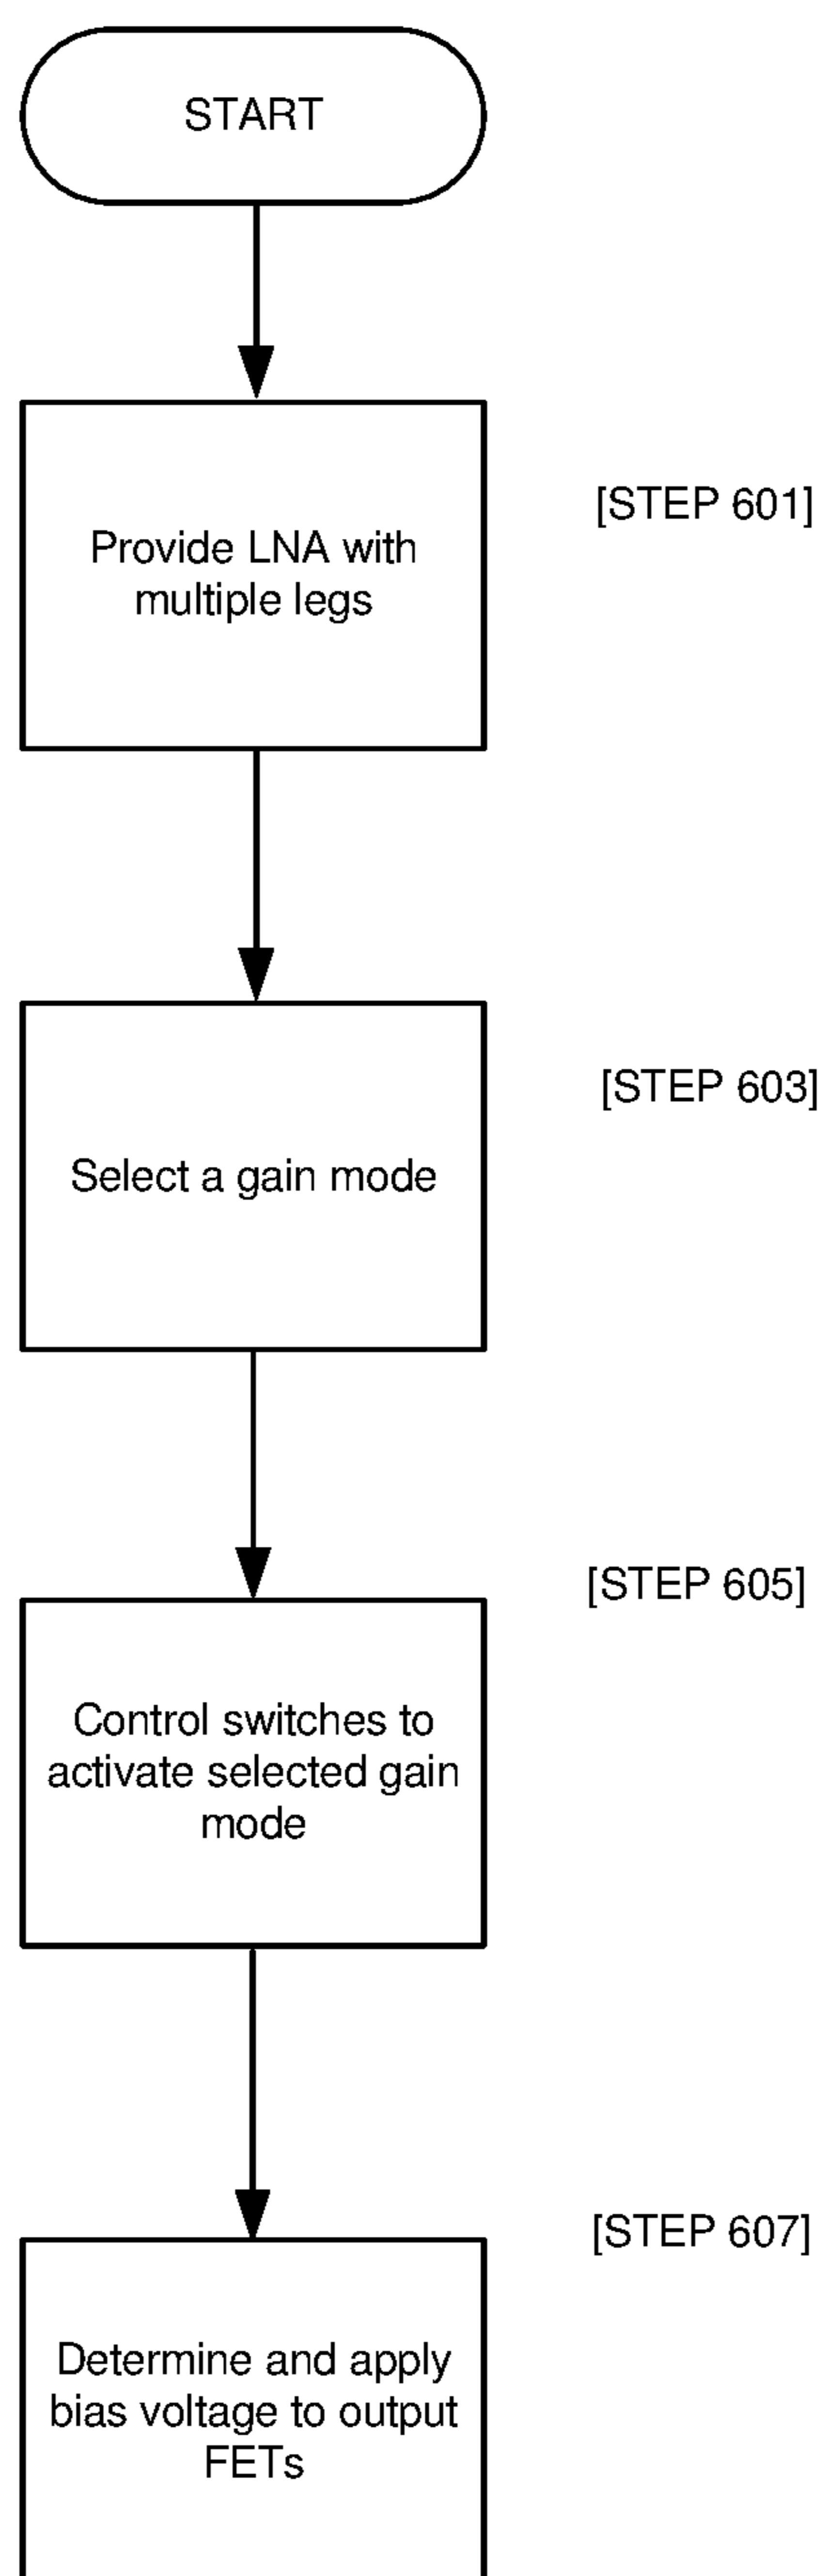 START
[STEP 601]
Provide LNA with
multiple legs
[STEP 603]
Select a gain mode
[STEP 605]
Control switches to
activate selected gain
mode
[STEP 607]
Determine and apply
bias voltage to output
FETs